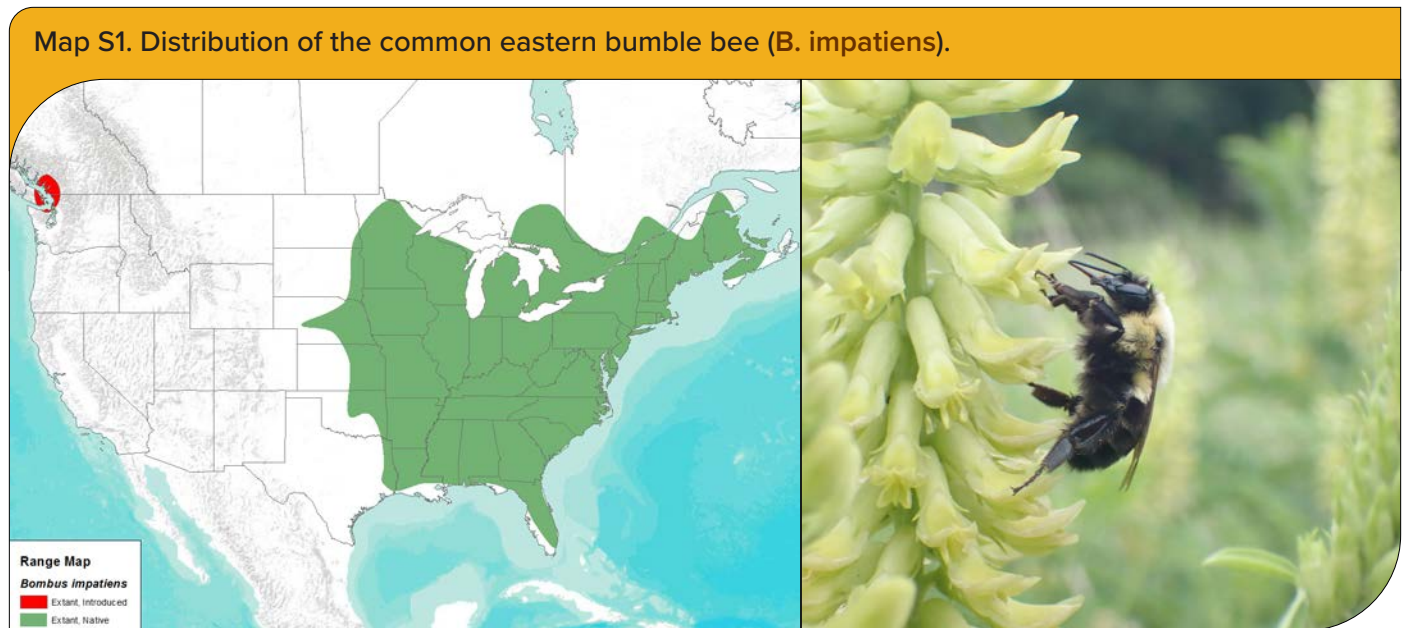 Map S1. Distribution of the common eastern bumble bee (B. impatiens).
Range Map
Bombus impatiens
Extant, Introduced
Extant, Native